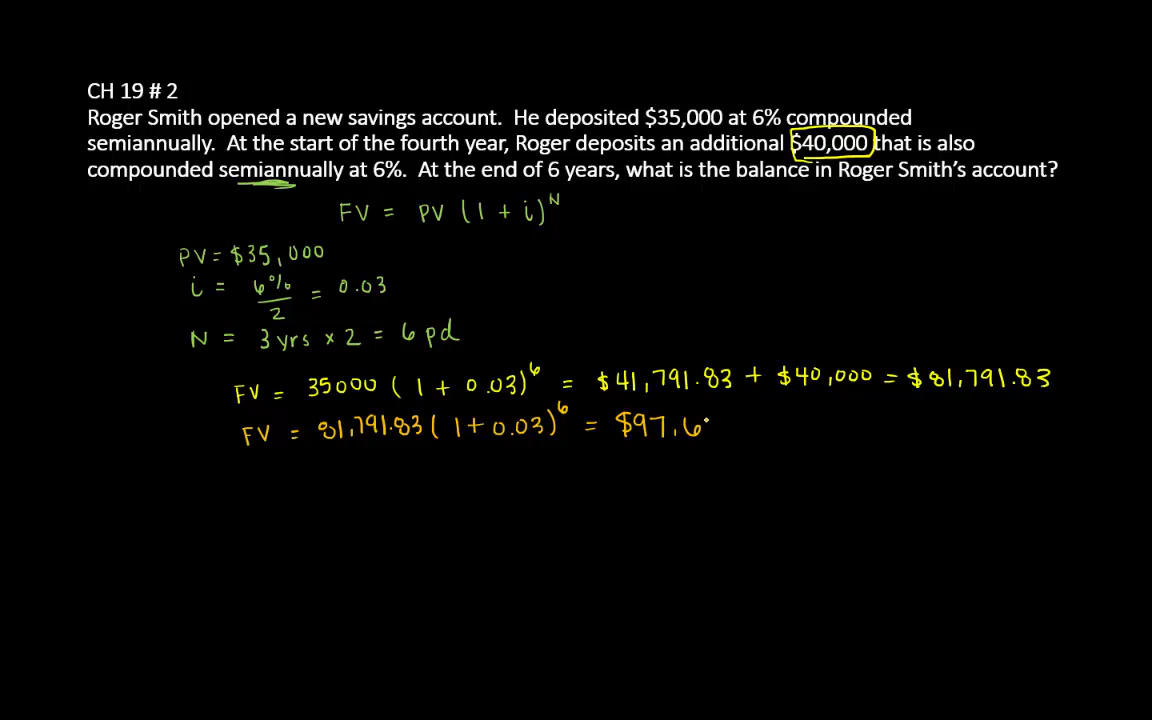 CH 19 # 2
Roger Smith opened a new savings account. He deposited $35,000 at 6% compounded
semiannually. At the start of the fourth year, Roger deposits an additional $40,000 that is also
compounded semiannually at 6%. At the end of 6 years, what is the balance in Roger Smith's account?
FV = PV (1 + i)^N
PV = $35,000
i = 6%/2 = 0.03
N = 3 yrs × 2 = 6 pd
FV = 35000 (1 + 0.03)^6 = $41,791.83 + $40,000 = $81,791.83
FV = 81,791.83 (1 + 0.03)^6 = $97,6